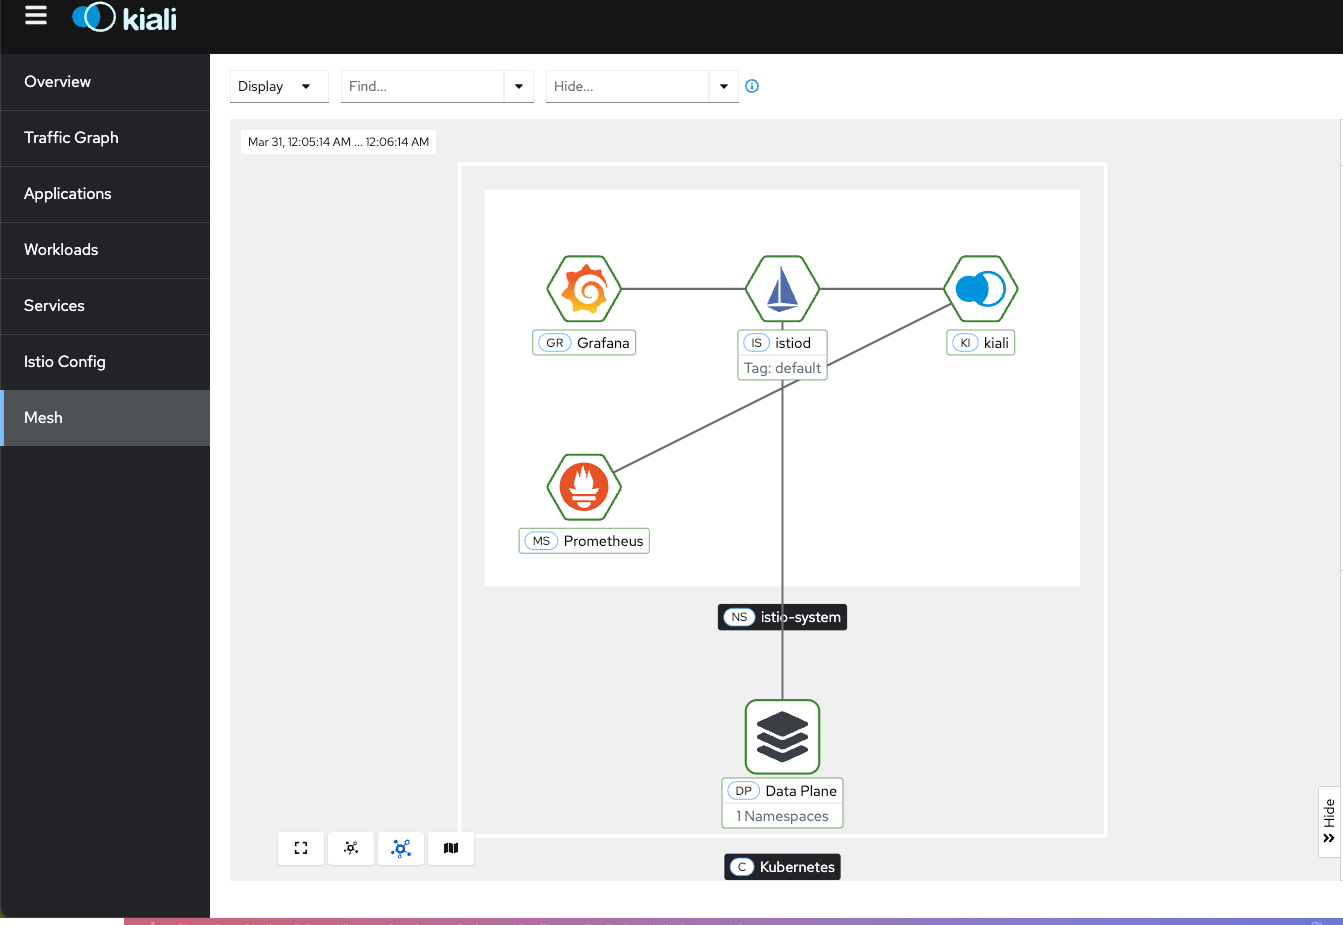 kiali
Overview
Traffic Graph
Applications
Workloads
Services
Istio Config
Mesh
Display
Find...
Hide...
Mar 31, 12:05:14 AM ... 12:06:14 AM
GR Grafana
IS istiod
Tag: default
KI kiali
MS Prometheus
NS istio-system
DP Data Plane
1 Namespaces
C Kubernetes
Hide